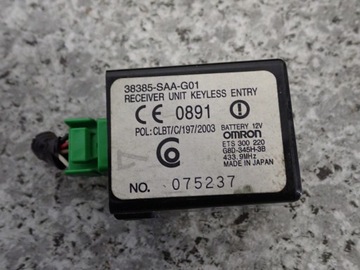 38385-SAA-G01
RECEIVER UNIT KEYLESS ENTRY
CE 0891
POL:CLBT/C/197/2003
BATTERY 12V
OMRON
ETS 300 220
G8D-345H-3B
433.9MHz
MADE IN JAPAN
NO. 075237